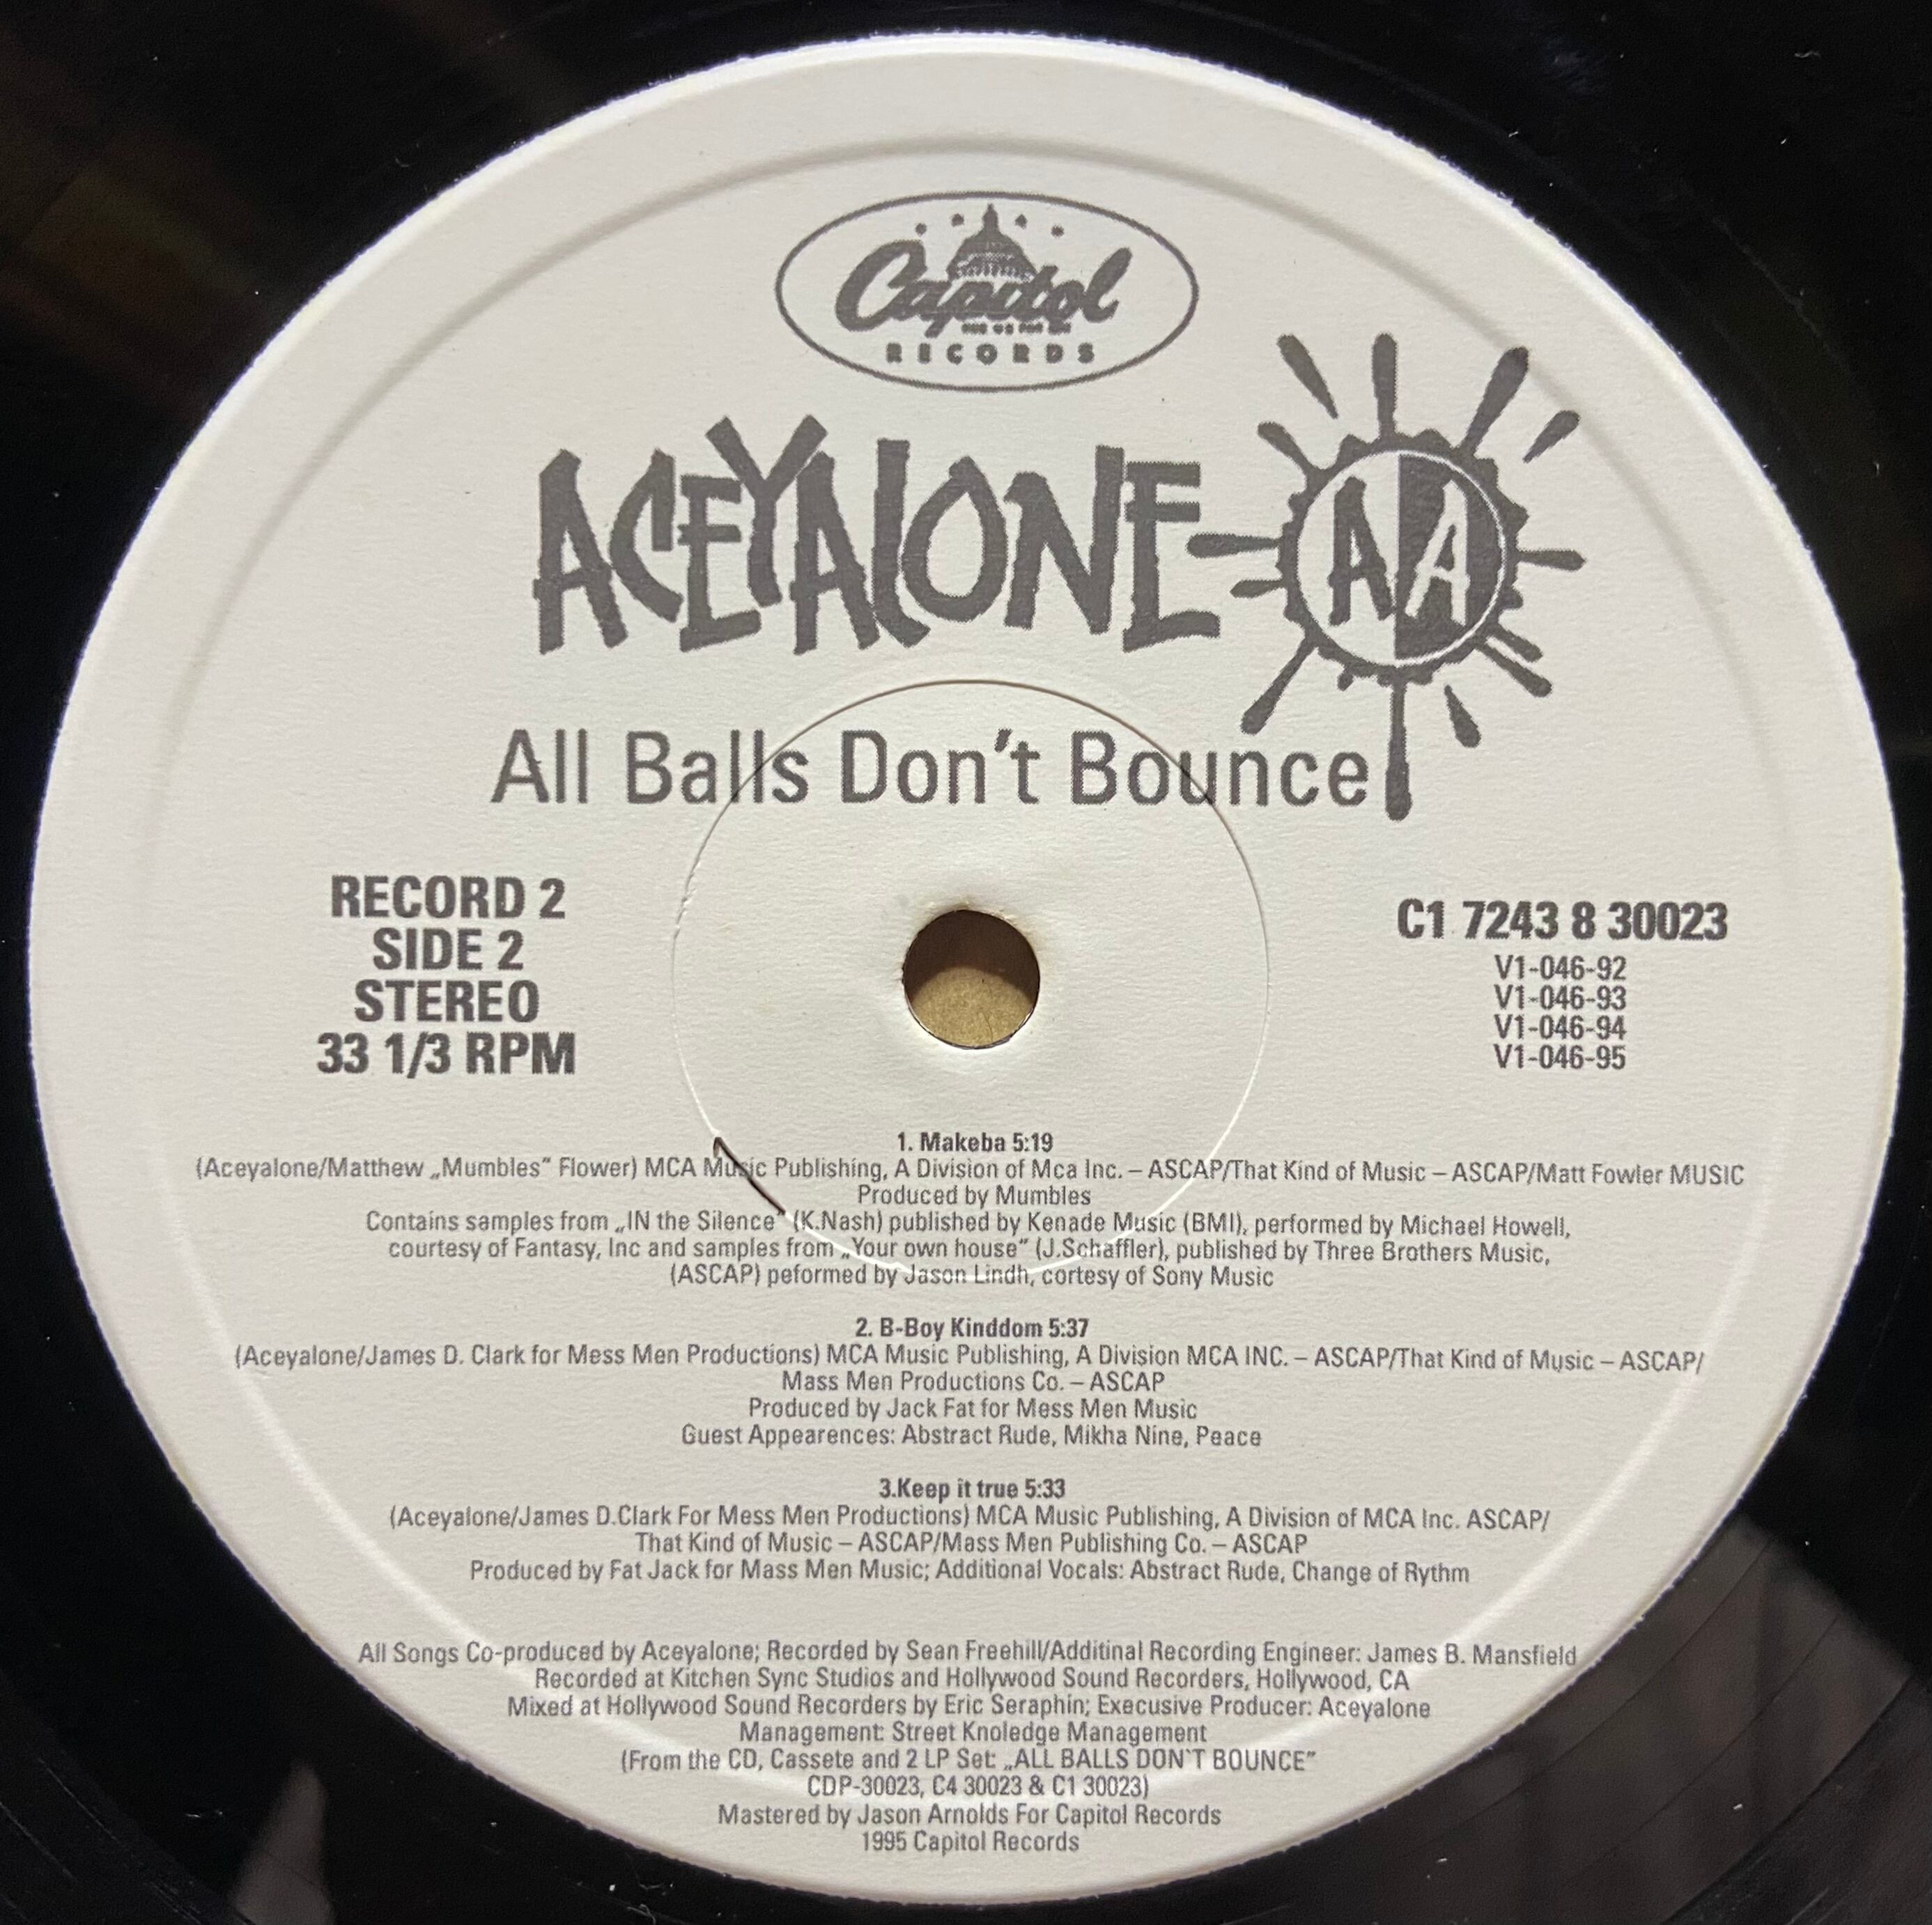 Capitol
RECORDS
ACEYALONE
AA
All Balls Don't Bounce
RECORD 2
SIDE 2
STEREO
33 1/3 RPM
C1 7243 8 30023
V1-046-92
V1-046-93
V1-046-94
V1-046-95
1. Makeba 5:19
(Aceyalone/Matthew „Mumbles" Flower) MCA Music Publishing, A Division of Mca Inc. – ASCAP/That Kind of Music – ASCAP/Matt Fowler MUSIC
Produced by Mumbles
Contains samples from „IN the Silence" (K.Nash) published by Kenade Music (BMI), performed by Michael Howell,
courtesy of Fantasy, Inc and samples from „Your own house" (J.Schaffler), published by Three Brothers Music,
(ASCAP) peformed by Jason Lindh, cortesy of Sony Music
2. B-Boy Kinddom 5:37
(Aceyalone/James D. Clark for Mess Men Productions) MCA Music Publishing, A Division MCA INC. – ASCAP/That Kind of Music – ASCAP/
Mass Men Productions Co. – ASCAP
Produced by Jack Fat for Mess Men Music
Guest Appearences: Abstract Rude, Mikha Nine, Peace
3.Keep it true 5:33
(Aceyalone/James D.Clark For Mess Men Productions) MCA Music Publishing, A Division of MCA Inc. ASCAP/
That Kind of Music – ASCAP/Mass Men Publishing Co. – ASCAP
Produced by Fat Jack for Mass Men Music; Additional Vocals: Abstract Rude, Change of Rythm
All Songs Co-produced by Aceyalone; Recorded by Sean Freehill/Additinal Recording Engineer: James B. Mansfield
Recorded at Kitchen Sync Studios and Hollywood Sound Recorders, Hollywood, CA
Mixed at Hollywood Sound Recorders by Eric Seraphin; Execusive Producer: Aceyalone
Management: Street Knoledge Management
(From the CD, Cassete and 2 LP Set: „ALL BALLS DON`T BOUNCE"
CDP-30023, C4 30023 & C1 30023)
Mastered by Jason Arnolds For Capitol Records
1995 Capitol Records